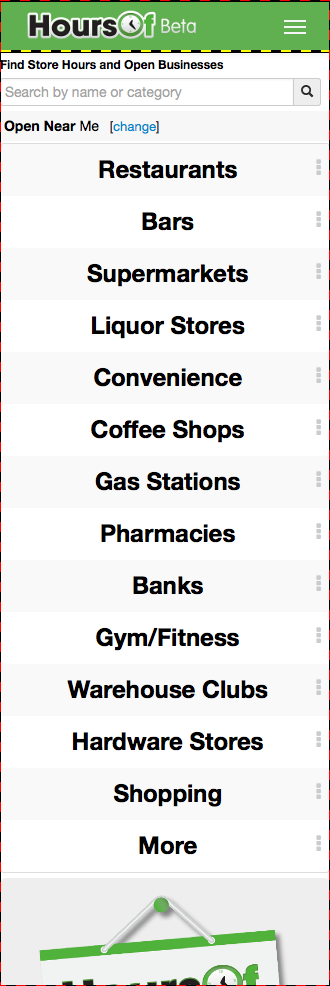 HoursOf Beta
Find Store Hours and Open Businesses
Search by name or category
Open Near Me [change]
Restaurants
Bars
Supermarkets
Liquor Stores
Convenience
Coffee Shops
Gas Stations
Pharmacies
Banks
Gym/Fitness
Warehouse Clubs
Hardware Stores
Shopping
More
HoursOf